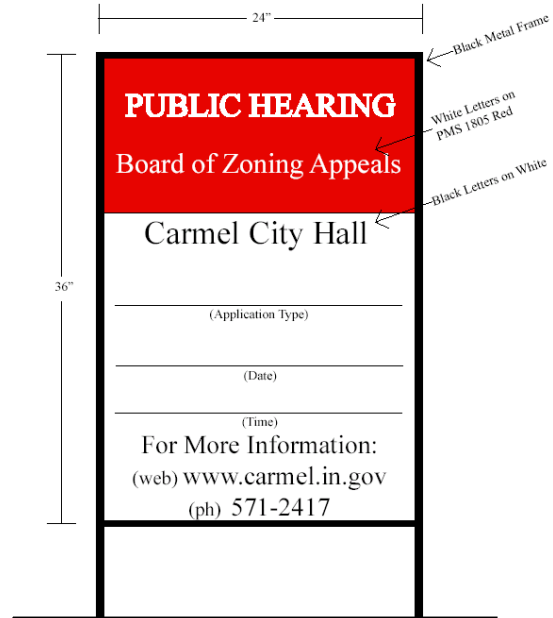 24”
Black Metal Frame
PUBLIC HEARING
White Letters on
PMS 1805 Red
Board of Zoning Appeals
Black Letters on White
Carmel City Hall
36”
(Application Type)
(Date)
(Time)
For More Information:
(web) www.carmel.in.gov
(ph) 571-2417